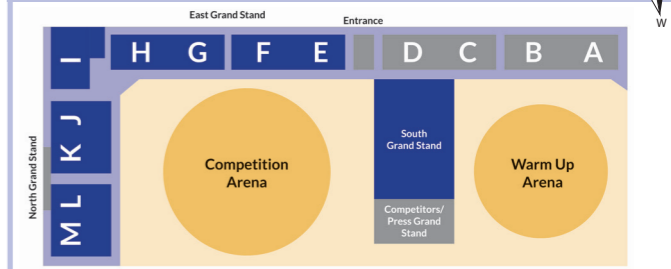 East Grand Stand
Entrance
W
I
H G F E D C B A
K J
M L
North Grand Stand
Competition
Arena
South
Grand Stand
Competitors/
Press Grand
Stand
Warm Up
Arena